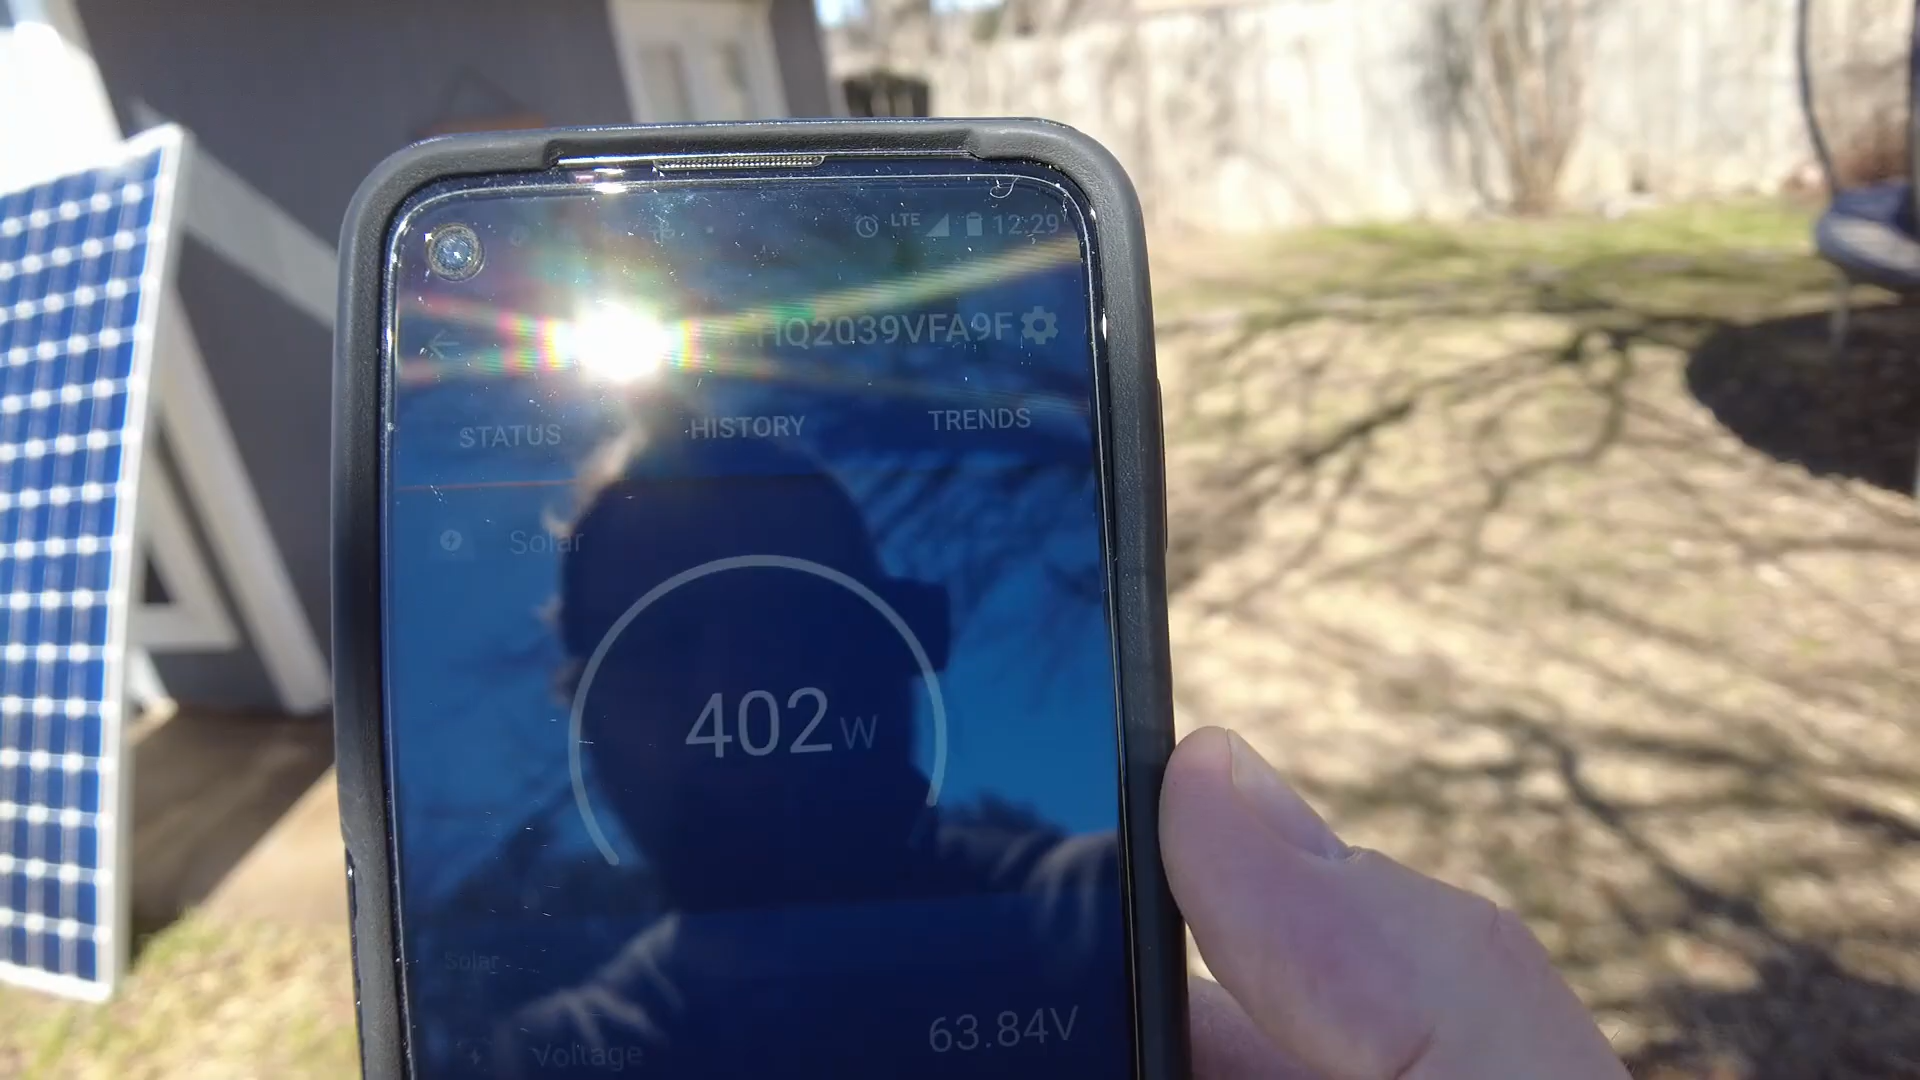 LTE 12:29
HQ2039VFA9F
STATUS HISTORY TRENDS
Solar
402W
Solar
Voltage 63.84V